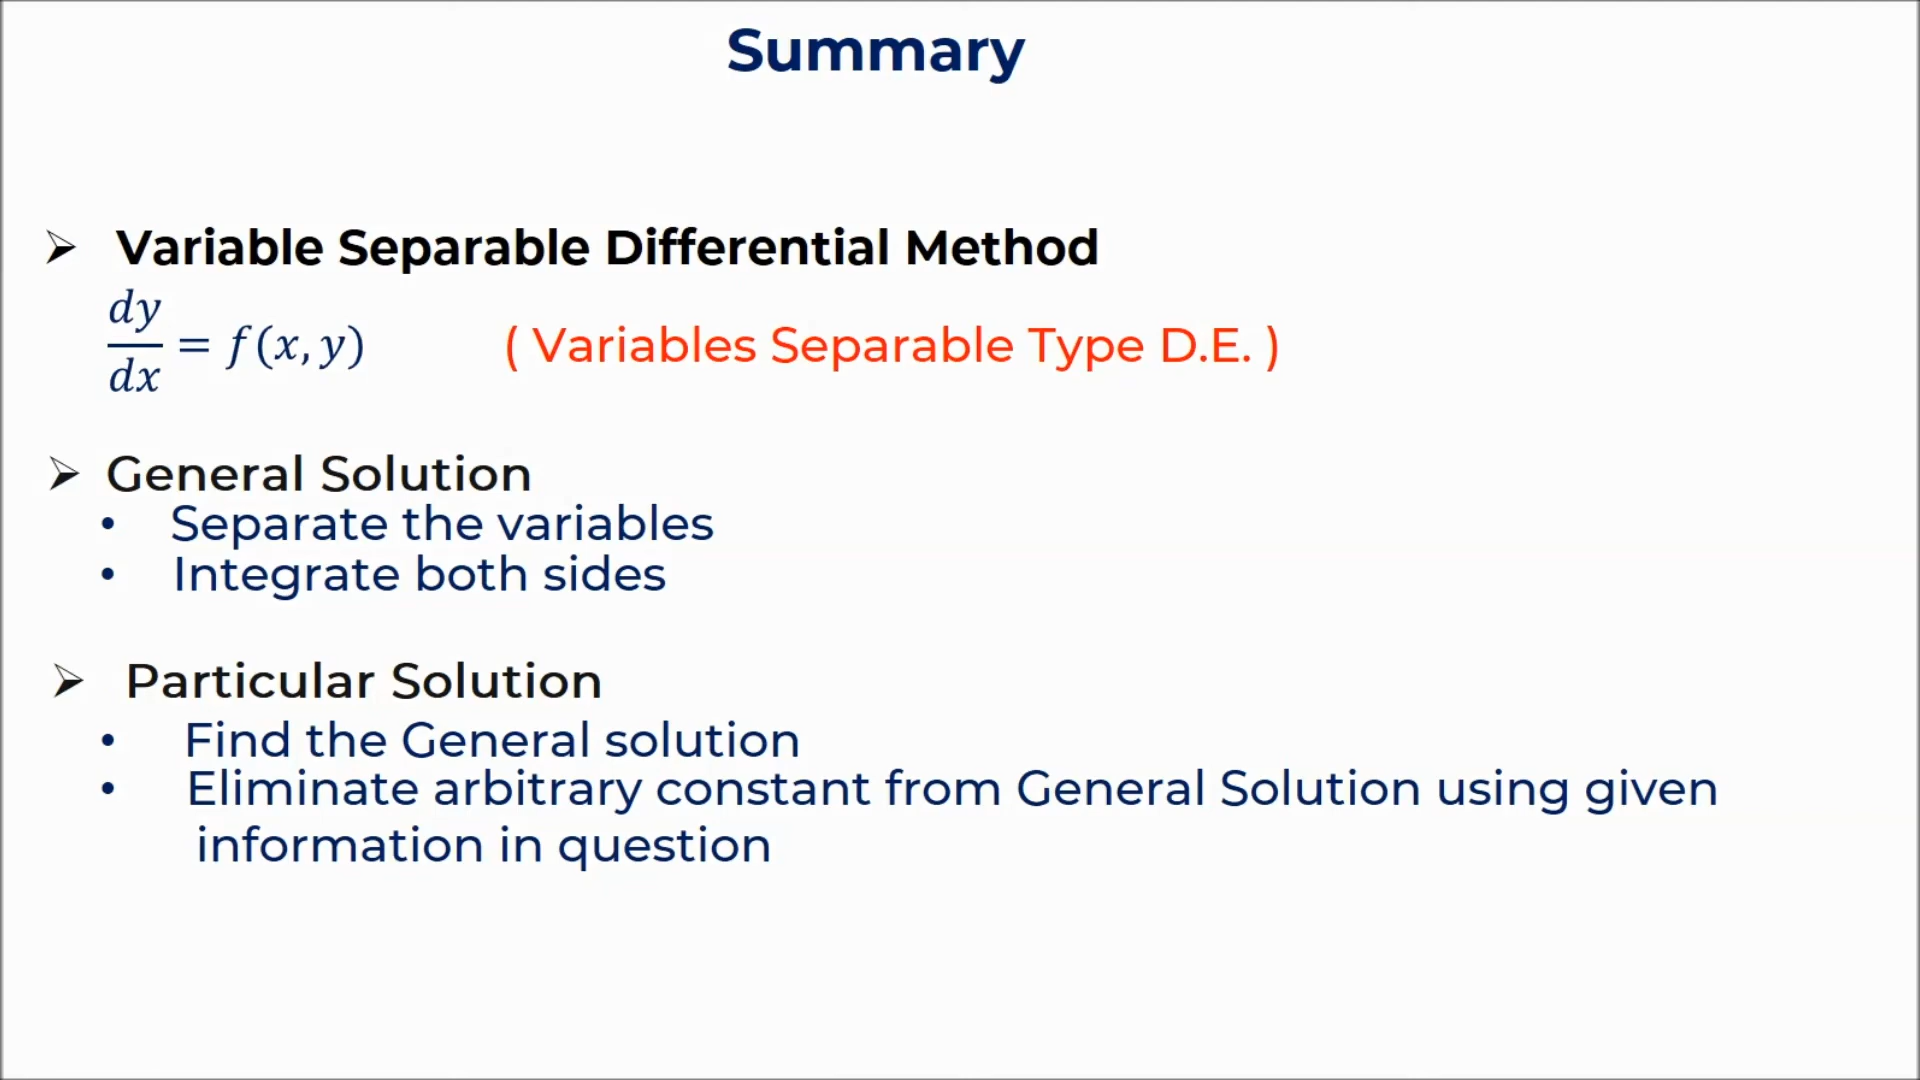 Summary
➢ Variable Separable Differential Method
dy/dx = f(x, y) ( Variables Separable Type D.E. )
➢ General Solution
• Separate the variables
• Integrate both sides
➢ Particular Solution
• Find the General solution
• Eliminate arbitrary constant from General Solution using given
information in question